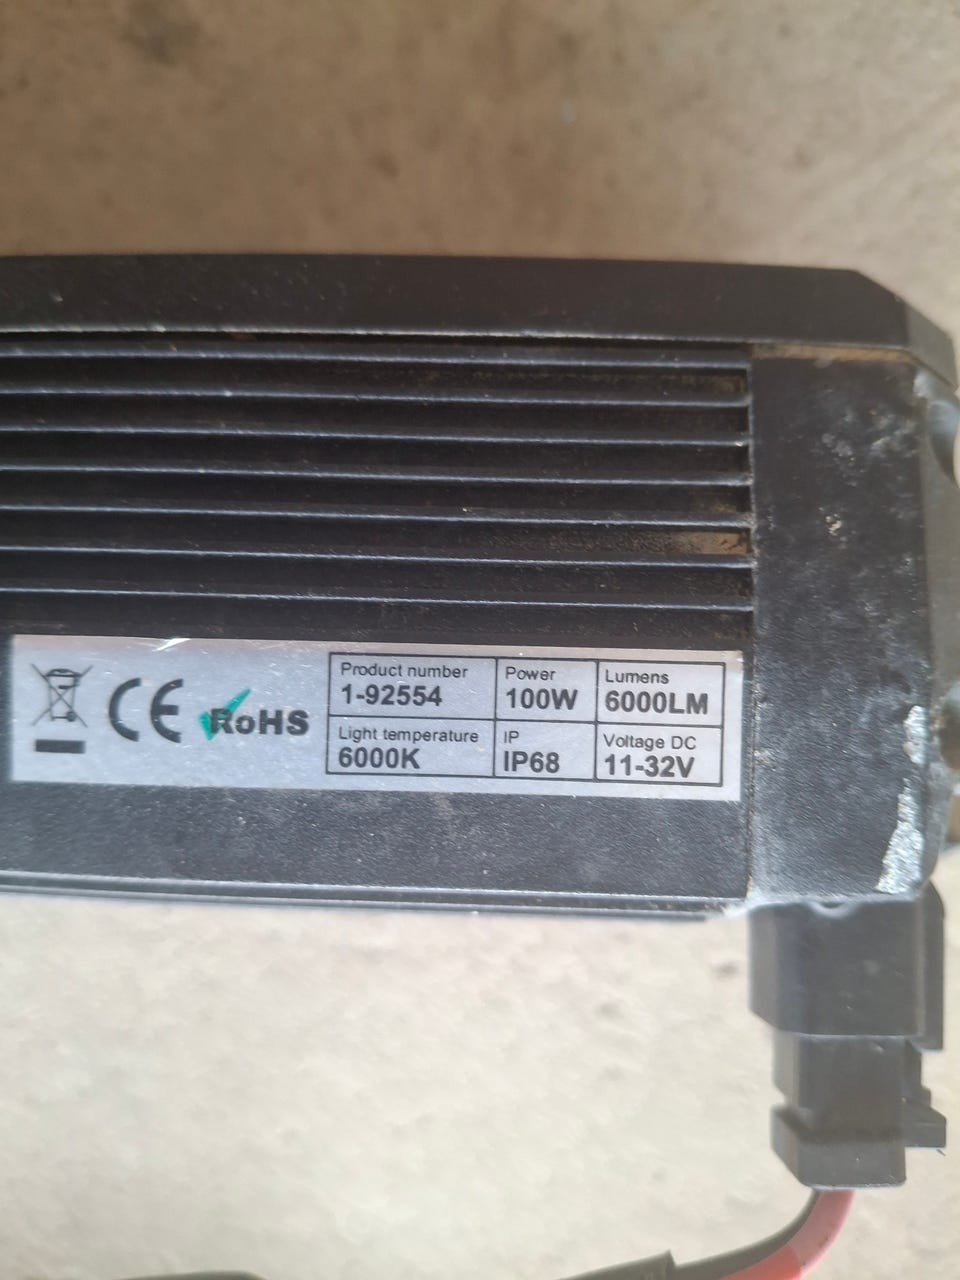 CE RoHS
Product number
1-92554
Power
100W
Lumens
6000LM
Light temperature
6000K
IP
IP68
Voltage DC
11-32V